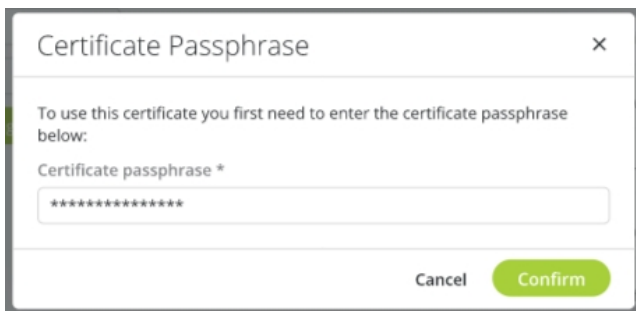 Certificate Passphrase ×
To use this certificate you first need to enter the certificate passphrase
below:
Certificate passphrase *
***************
Cancel Confirm